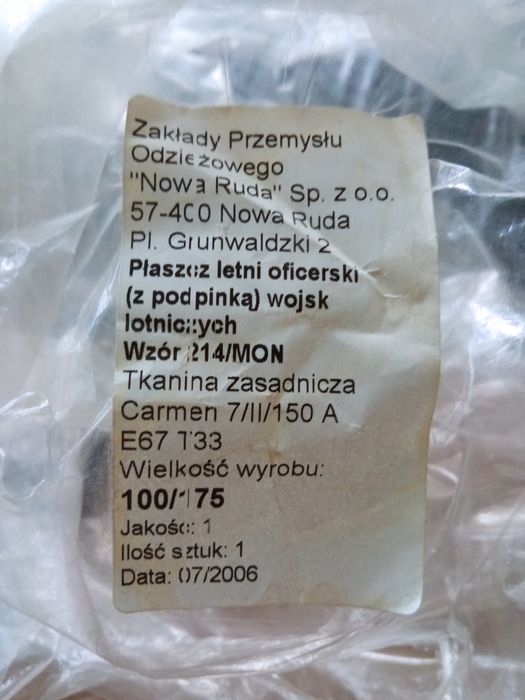 Zakłady Przemysłu
Odzieżowego
"Nowa Ruda" Sp. z o.o.
57-400 Nowa Ruda
Pl. Grunwaldzki 2
Płaszcz letni oficerski
(z podpinką) wojsk
lotniczych
Wzór 214/MON
Tkanina zasadnicza
Carmen 7/II/150 A
E67 T33
Wielkość wyrobu:
100/175
Jakość: 1
Ilość sztuk: 1
Data: 07/2006